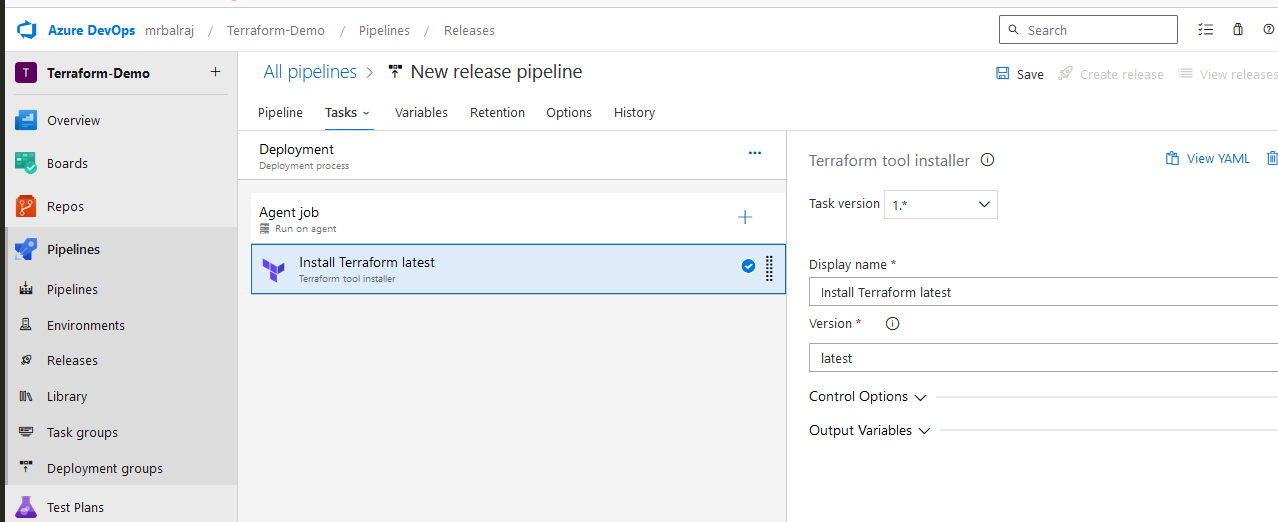 Azure DevOps mrbalraj / Terraform-Demo / Pipelines / Releases Search
T Terraform-Demo +
All pipelines > New release pipeline
Save Create release View releases
Pipeline Tasks Variables Retention Options History
Overview
Boards
Repos
Pipelines
Pipelines
Environments
Releases
Library
Task groups
Deployment groups
Test Plans
Deployment
Deployment process
Agent job
Run on agent
Install Terraform latest
Terraform tool installer
Terraform tool installer View YAML
Task version 1.*
Display name *
Install Terraform latest
Version *
latest
Control Options
Output Variables